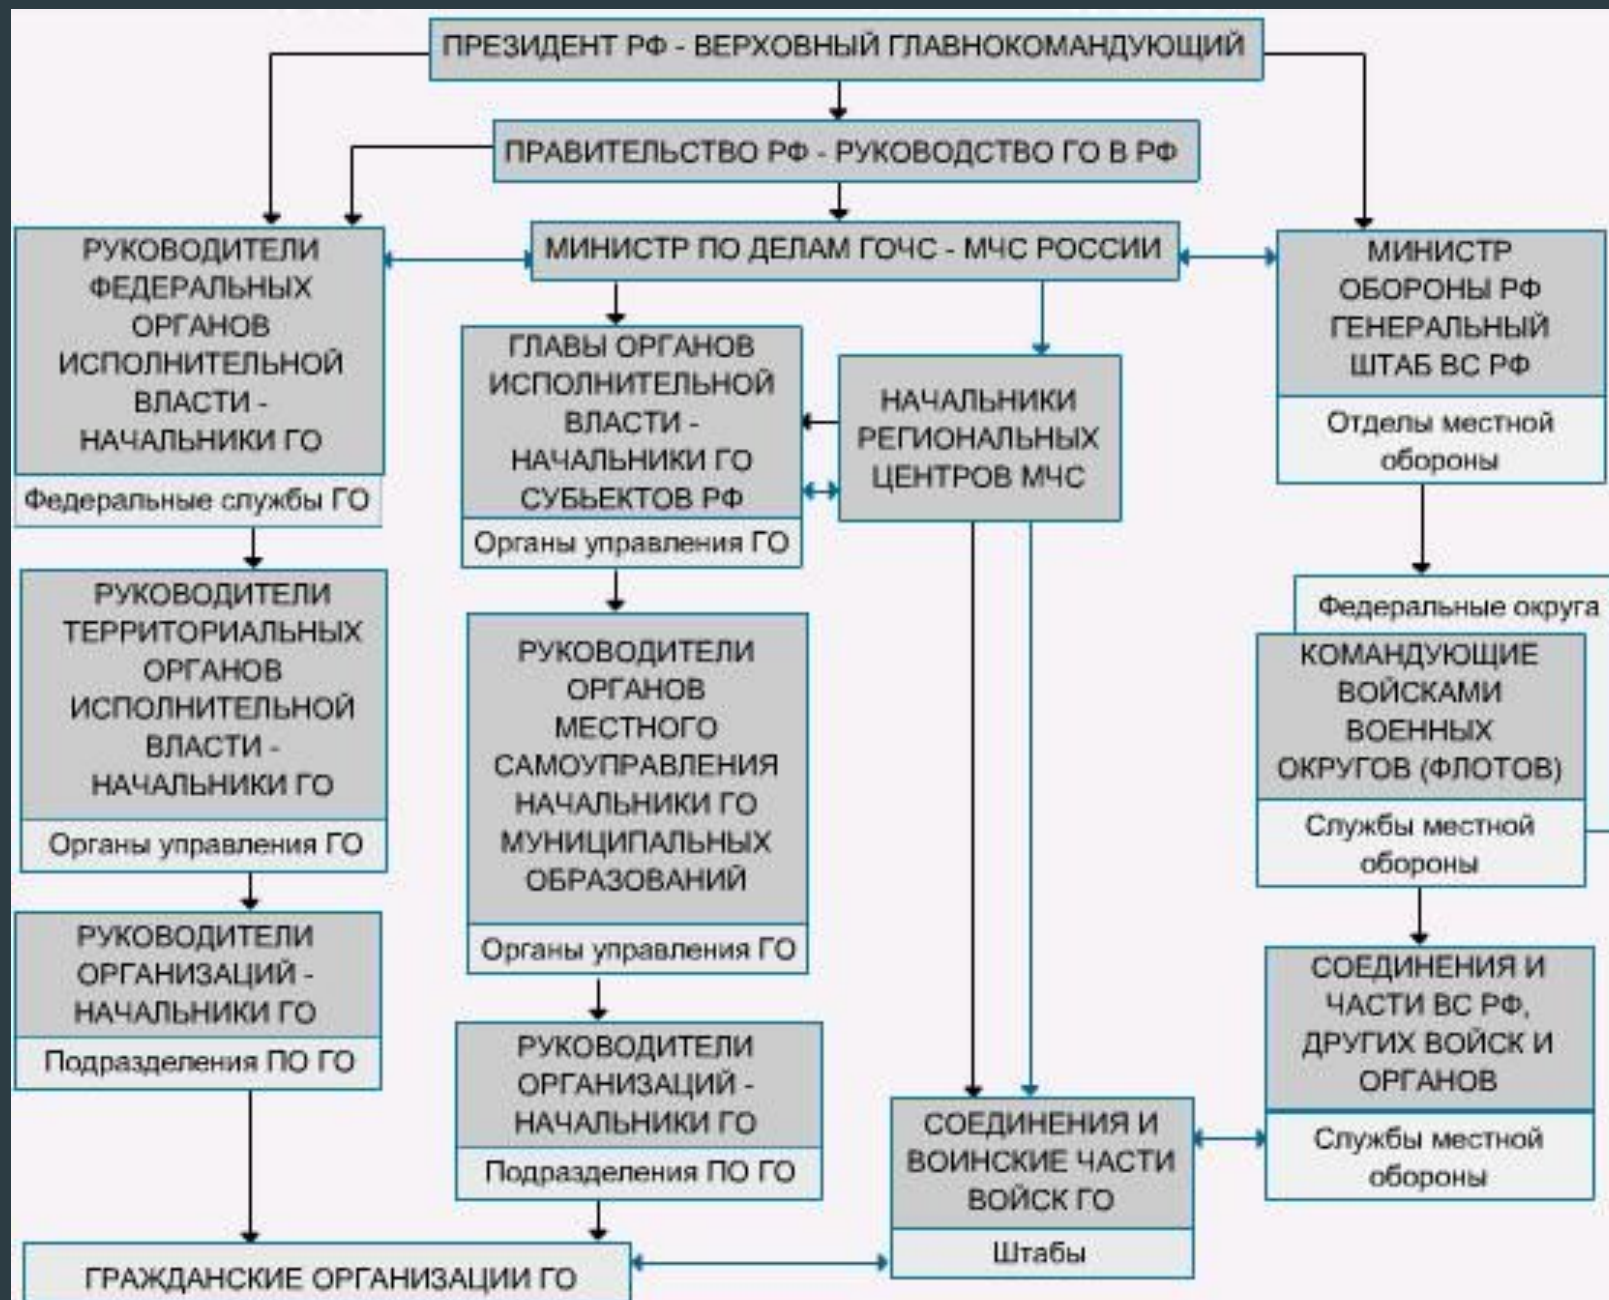 ПРЕЗИДЕНТ РФ - ВЕРХОВНЫЙ ГЛАВНОКОМАНДУЮЩИЙ
ПРАВИТЕЛЬСТВО РФ - РУКОВОДСТВО ГО В РФ
МИНИСТР ПО ДЕЛАМ ГОЧС - МЧС РОССИИ
РУКОВОДИТЕЛИ
ФЕДЕРАЛЬНЫХ
ОРГАНОВ
ИСПОЛНИТЕЛЬНОЙ
ВЛАСТИ -
НАЧАЛЬНИКИ ГО
Федеральные службы ГО
РУКОВОДИТЕЛИ
ТЕРРИТОРИАЛЬНЫХ
ОРГАНОВ
ИСПОЛНИТЕЛЬНОЙ
ВЛАСТИ -
НАЧАЛЬНИКИ ГО
Органы управления ГО
РУКОВОДИТЕЛИ
ОРГАНИЗАЦИЙ -
НАЧАЛЬНИКИ ГО
Подразделения ПО ГО
ГЛАВЫ ОРГАНОВ
ИСПОЛНИТЕЛЬНОЙ
ВЛАСТИ -
НАЧАЛЬНИКИ ГО
СУБЬЕКТОВ РФ
Органы управления ГО
РУКОВОДИТЕЛИ
ОРГАНОВ
МЕСТНОГО
САМОУПРАВЛЕНИЯ
НАЧАЛЬНИКИ ГО
МУНИЦИПАЛЬНЫХ
ОБРАЗОВАНИЙ
Органы управления ГО
РУКОВОДИТЕЛИ
ОРГАНИЗАЦИЙ -
НАЧАЛЬНИКИ ГО
Подразделения ПО ГО
ГРАЖДАНСКИЕ ОРГАНИЗАЦИИ ГО
НАЧАЛЬНИКИ
РЕГИОНАЛЬНЫХ
ЦЕНТРОВ МЧС
СОЕДИНЕНИЯ И
ВОИНСКИЕ ЧАСТИ
ВОЙСК ГО
Штабы
МИНИСТР
ОБОРОНЫ РФ
ГЕНЕРАЛЬНЫЙ
ШТАБ ВС РФ
Отделы местной
обороны
Федеральные округа
КОМАНДУЮЩИЕ
ВОЙСКАМИ
ВОЕННЫХ
ОКРУГОВ (ФЛОТОВ)
Службы местной
обороны
СОЕДИНЕНИЯ И
ЧАСТИ ВС РФ,
ДРУГИХ ВОЙСК И
ОРГАНОВ
Службы местной
обороны